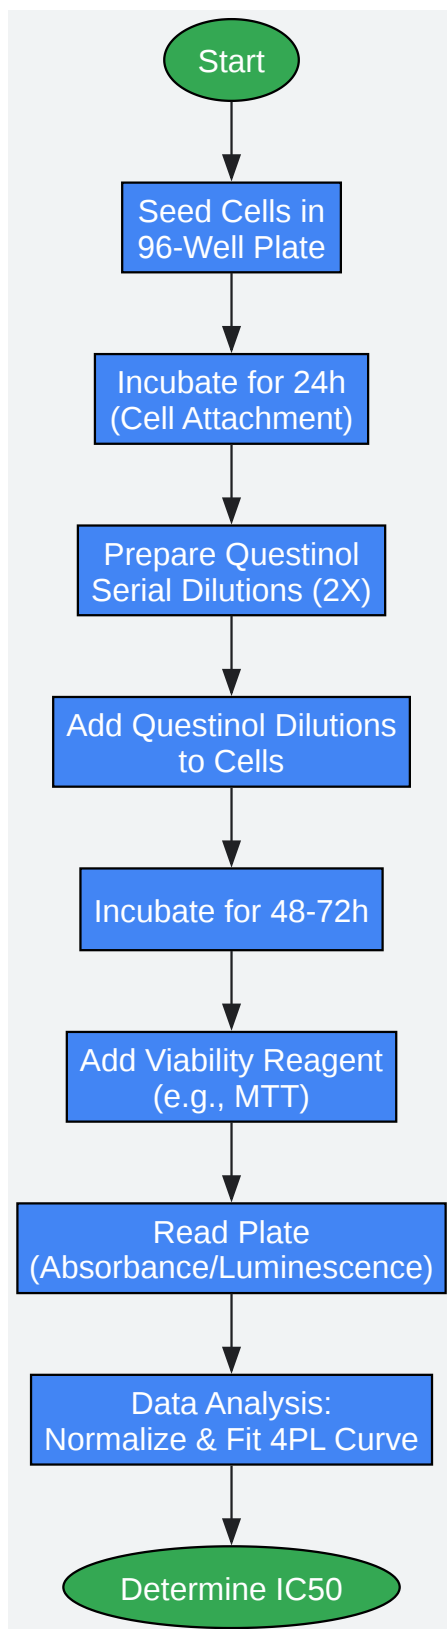 Start
Seed Cells in
96-Well Plate
Incubate for 24h
(Cell Attachment)
Prepare Questinol
Serial Dilutions (2X)
Add Questinol Dilutions
to Cells
Incubate for 48-72h
Add Viability Reagent
(e.g., MTT)
Read Plate
(Absorbance/Luminescence)
Data Analysis:
Normalize & Fit 4PL Curve
Determine IC50